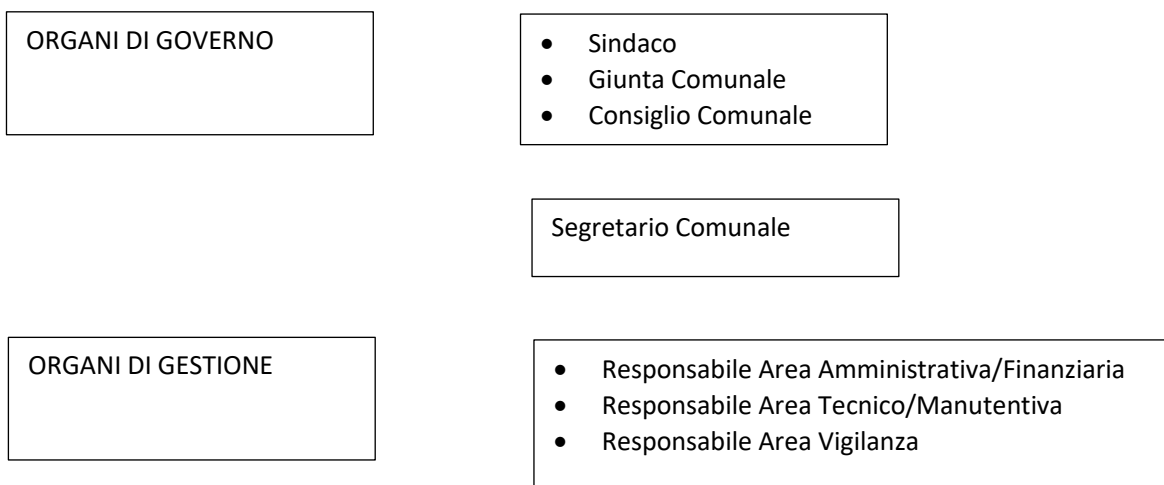 ORGANI DI GOVERNO
• Sindaco
• Giunta Comunale
• Consiglio Comunale
Segretario Comunale
ORGANI DI GESTIONE
• Responsabile Area Amministrativa/Finanziaria
• Responsabile Area Tecnico/Manutentiva
• Responsabile Area Vigilanza